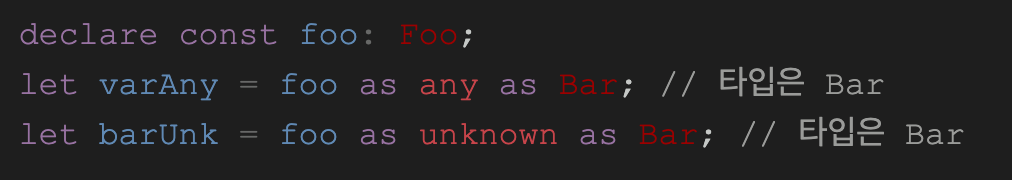 declare const foo: Foo;
let varAny = foo as any as Bar; // 타입은 Bar
let barUnk = foo as unknown as Bar; // 타입은 Bar